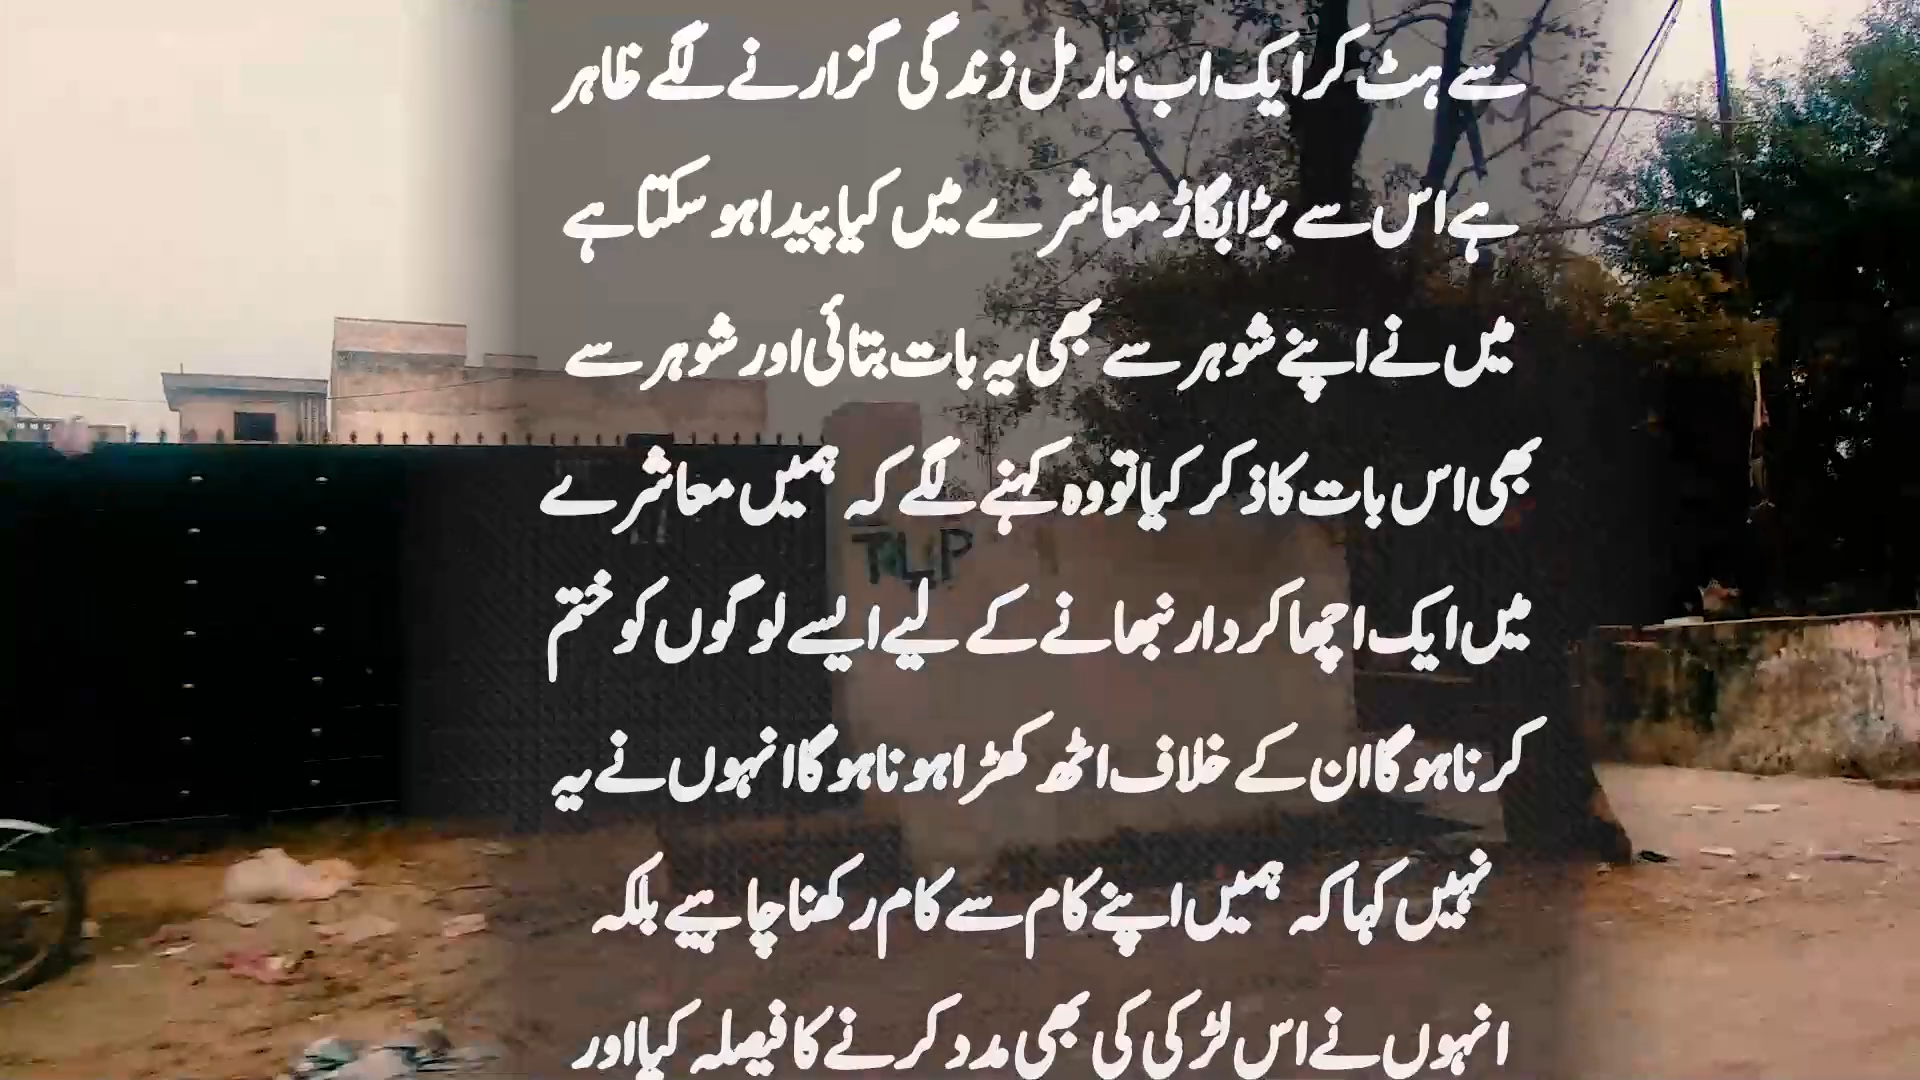 سے ہٹ کر ایک اب نارمل زندگی گزارنے لگے ظاہر
ہے اس سے بڑا بگاڑ معاشرے میں کیا پیدا ہو سکتا ہے
میں نے اپنے شوہر سے بھی یہ بات بتائی اور شوہر سے
بھی اس بات کا ذکر کیا تو وہ کہنے لگے کہ ہمیں معاشرے
TLP
میں ایک اچھا کردار نبھانے کے لیے ایسے لوگوں کو ختم
کرنا ہو گا ان کے خلاف اٹھ کھڑا ہونا ہو گا انہوں نے یہ
نہیں کہا کہ ہمیں اپنے کام سے کام رکھنا چاہیے بلکہ
انہوں نے اس لڑکی کی بھی مدد کرنے کا فیصلہ کیا اور